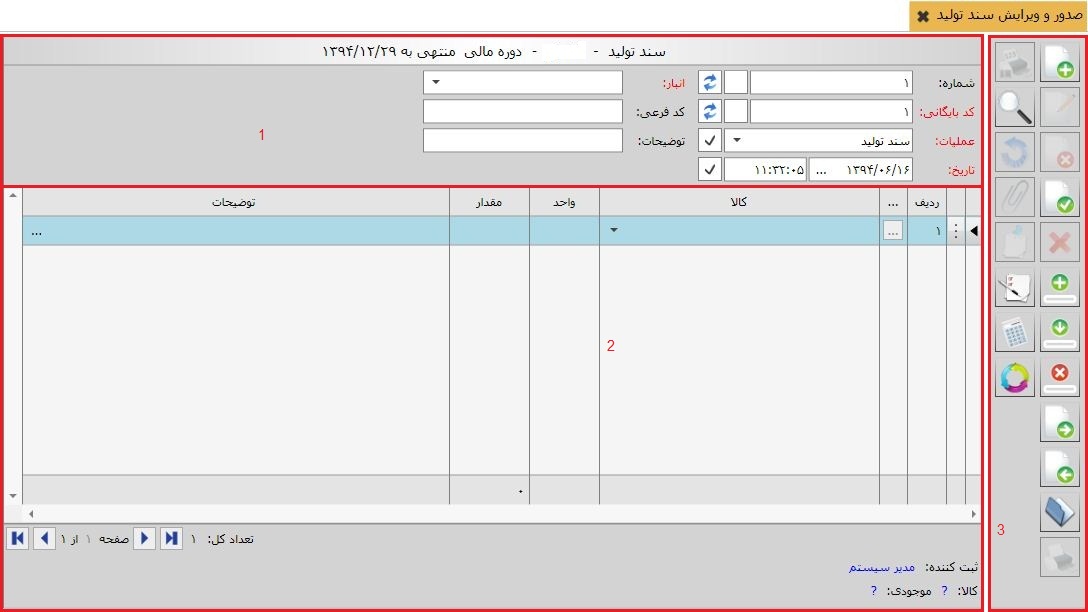 صدور و ویرایش سند تولید
سند تولید - - دوره مالی منتهی به ۱۳۹۴/۱۲/۲۹
شماره: ۱ انبار:
کد بایگانی: ۱ کد فرعی:
عملیات: سند تولید توضیحات:
تاریخ: ۱۳۹۴/۰۶/۱۶ ... ۱۱:۳۲:۰۵
1
ردیف ... کالا واحد مقدار توضیحات
۱ ... ...
2
۰
تعداد کل: ۱ صفحه ۱ از ۱
ثبت کننده: مدیر سیستم
کالا: ? موجودی: ?
3